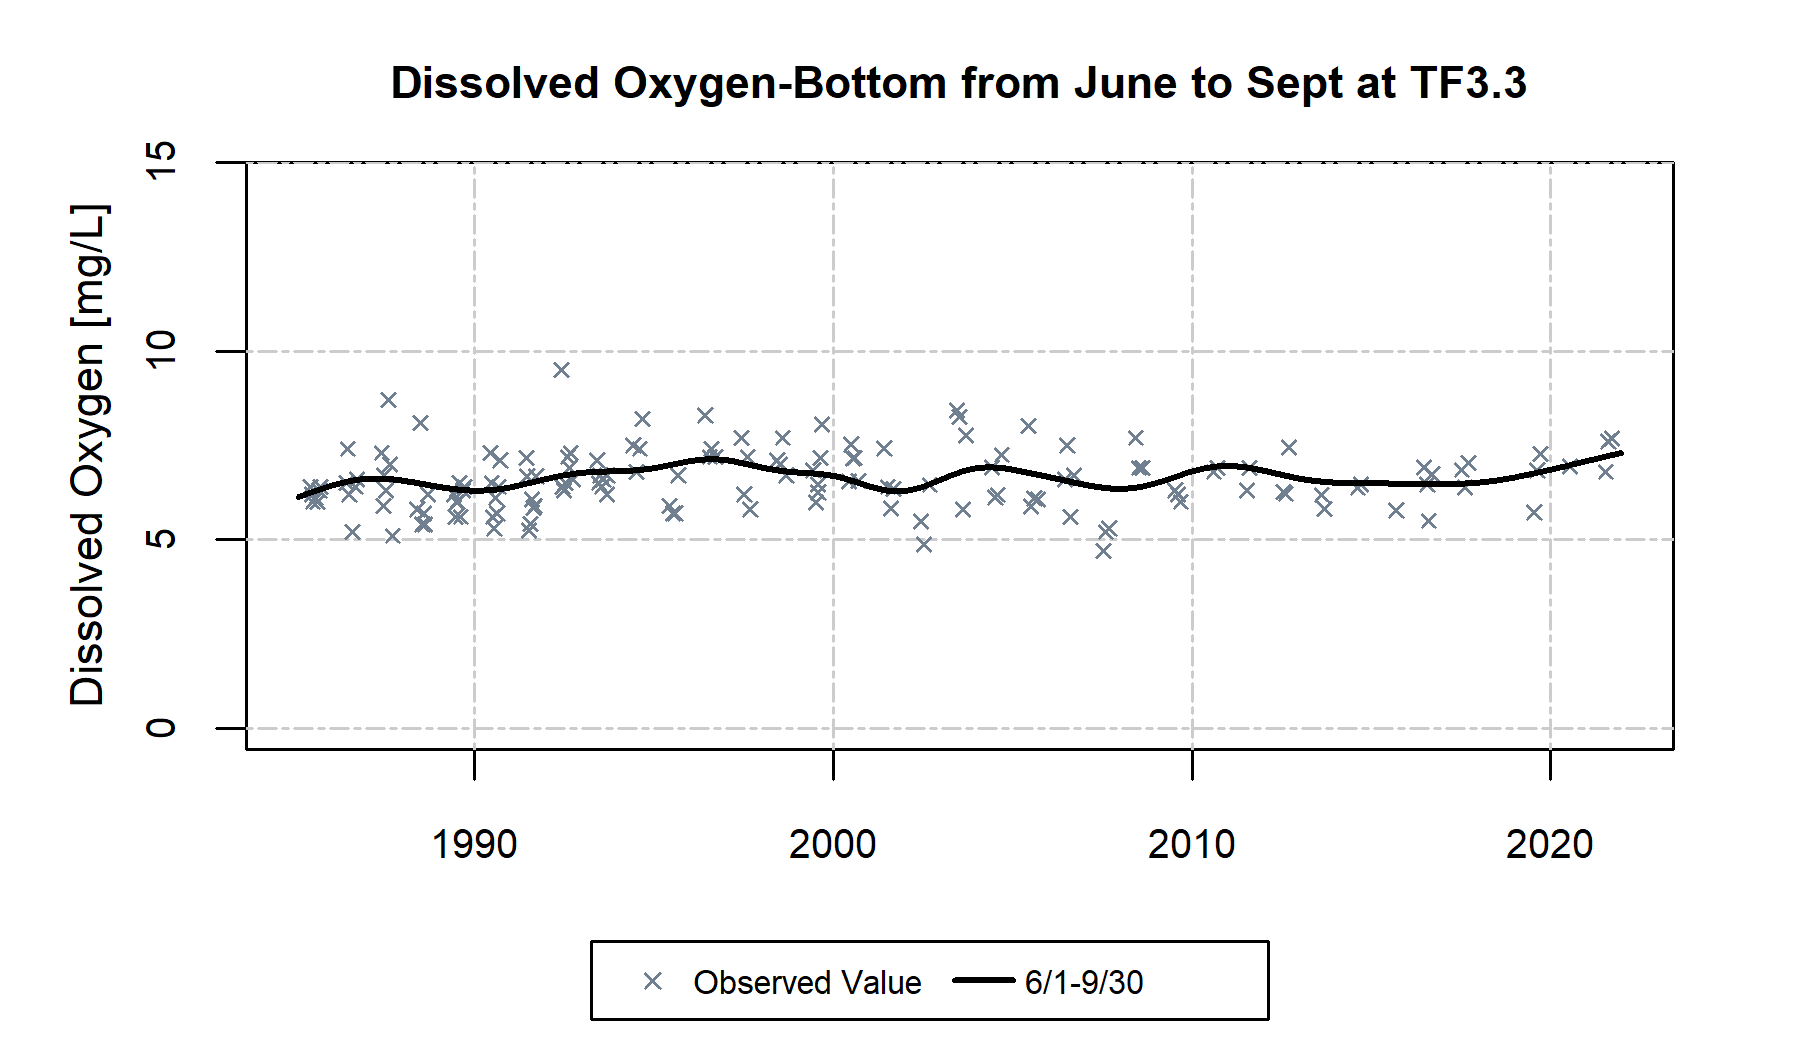 Dissolved Oxygen-Bottom from June to Sept at TF3.3
Dissolved Oxygen [mg/L]
15
10
5
0
1990 2000 2010 2020
Observed Value 6/1-9/30